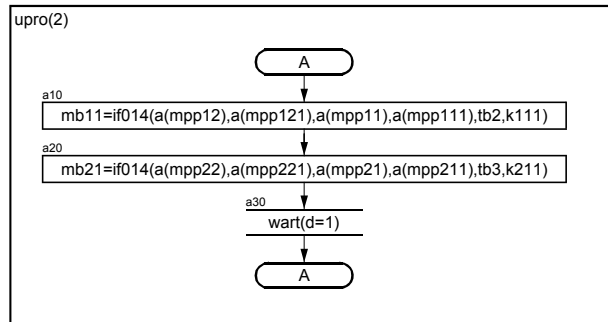 upro(2)
A
a10
mb11=if014(a(mpp12),a(mpp121),a(mpp11),a(mpp111),tb2,k111)
a20
mb21=if014(a(mpp22),a(mpp221),a(mpp21),a(mpp211),tb3,k211)
a30
wart(d=1)
A